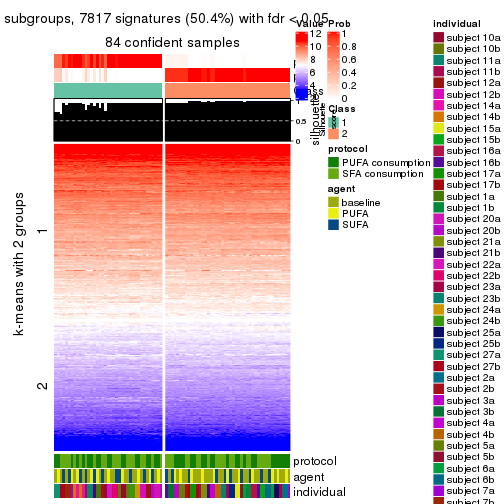 subgroups, 7817 signatures (50.4%) with fdr < 0.05
84 confident samples
k-means with 2 groups
1
2
1
0.5
0
silhouette
Value
12
10
8
6
4
2
0
Prob
1
0.8
0.6
0.4
0.2
0
Class
Class
1
2
protocol
PUFA consumption
SFA consumption
agent
baseline
PUFA
SUFA
protocol
agent
individual
individual
subject 10a
subject 10b
subject 11a
subject 11b
subject 12a
subject 12b
subject 14a
subject 14b
subject 15a
subject 15b
subject 16a
subject 16b
subject 17a
subject 17b
subject 1a
subject 1b
subject 20a
subject 20b
subject 21a
subject 21b
subject 22a
subject 22b
subject 23a
subject 23b
subject 24a
subject 24b
subject 25a
subject 25b
subject 27a
subject 27b
subject 2a
subject 2b
subject 3a
subject 3b
subject 4a
subject 4b
subject 5a
subject 5b
subject 6a
subject 6b
subject 7a
subject 7b